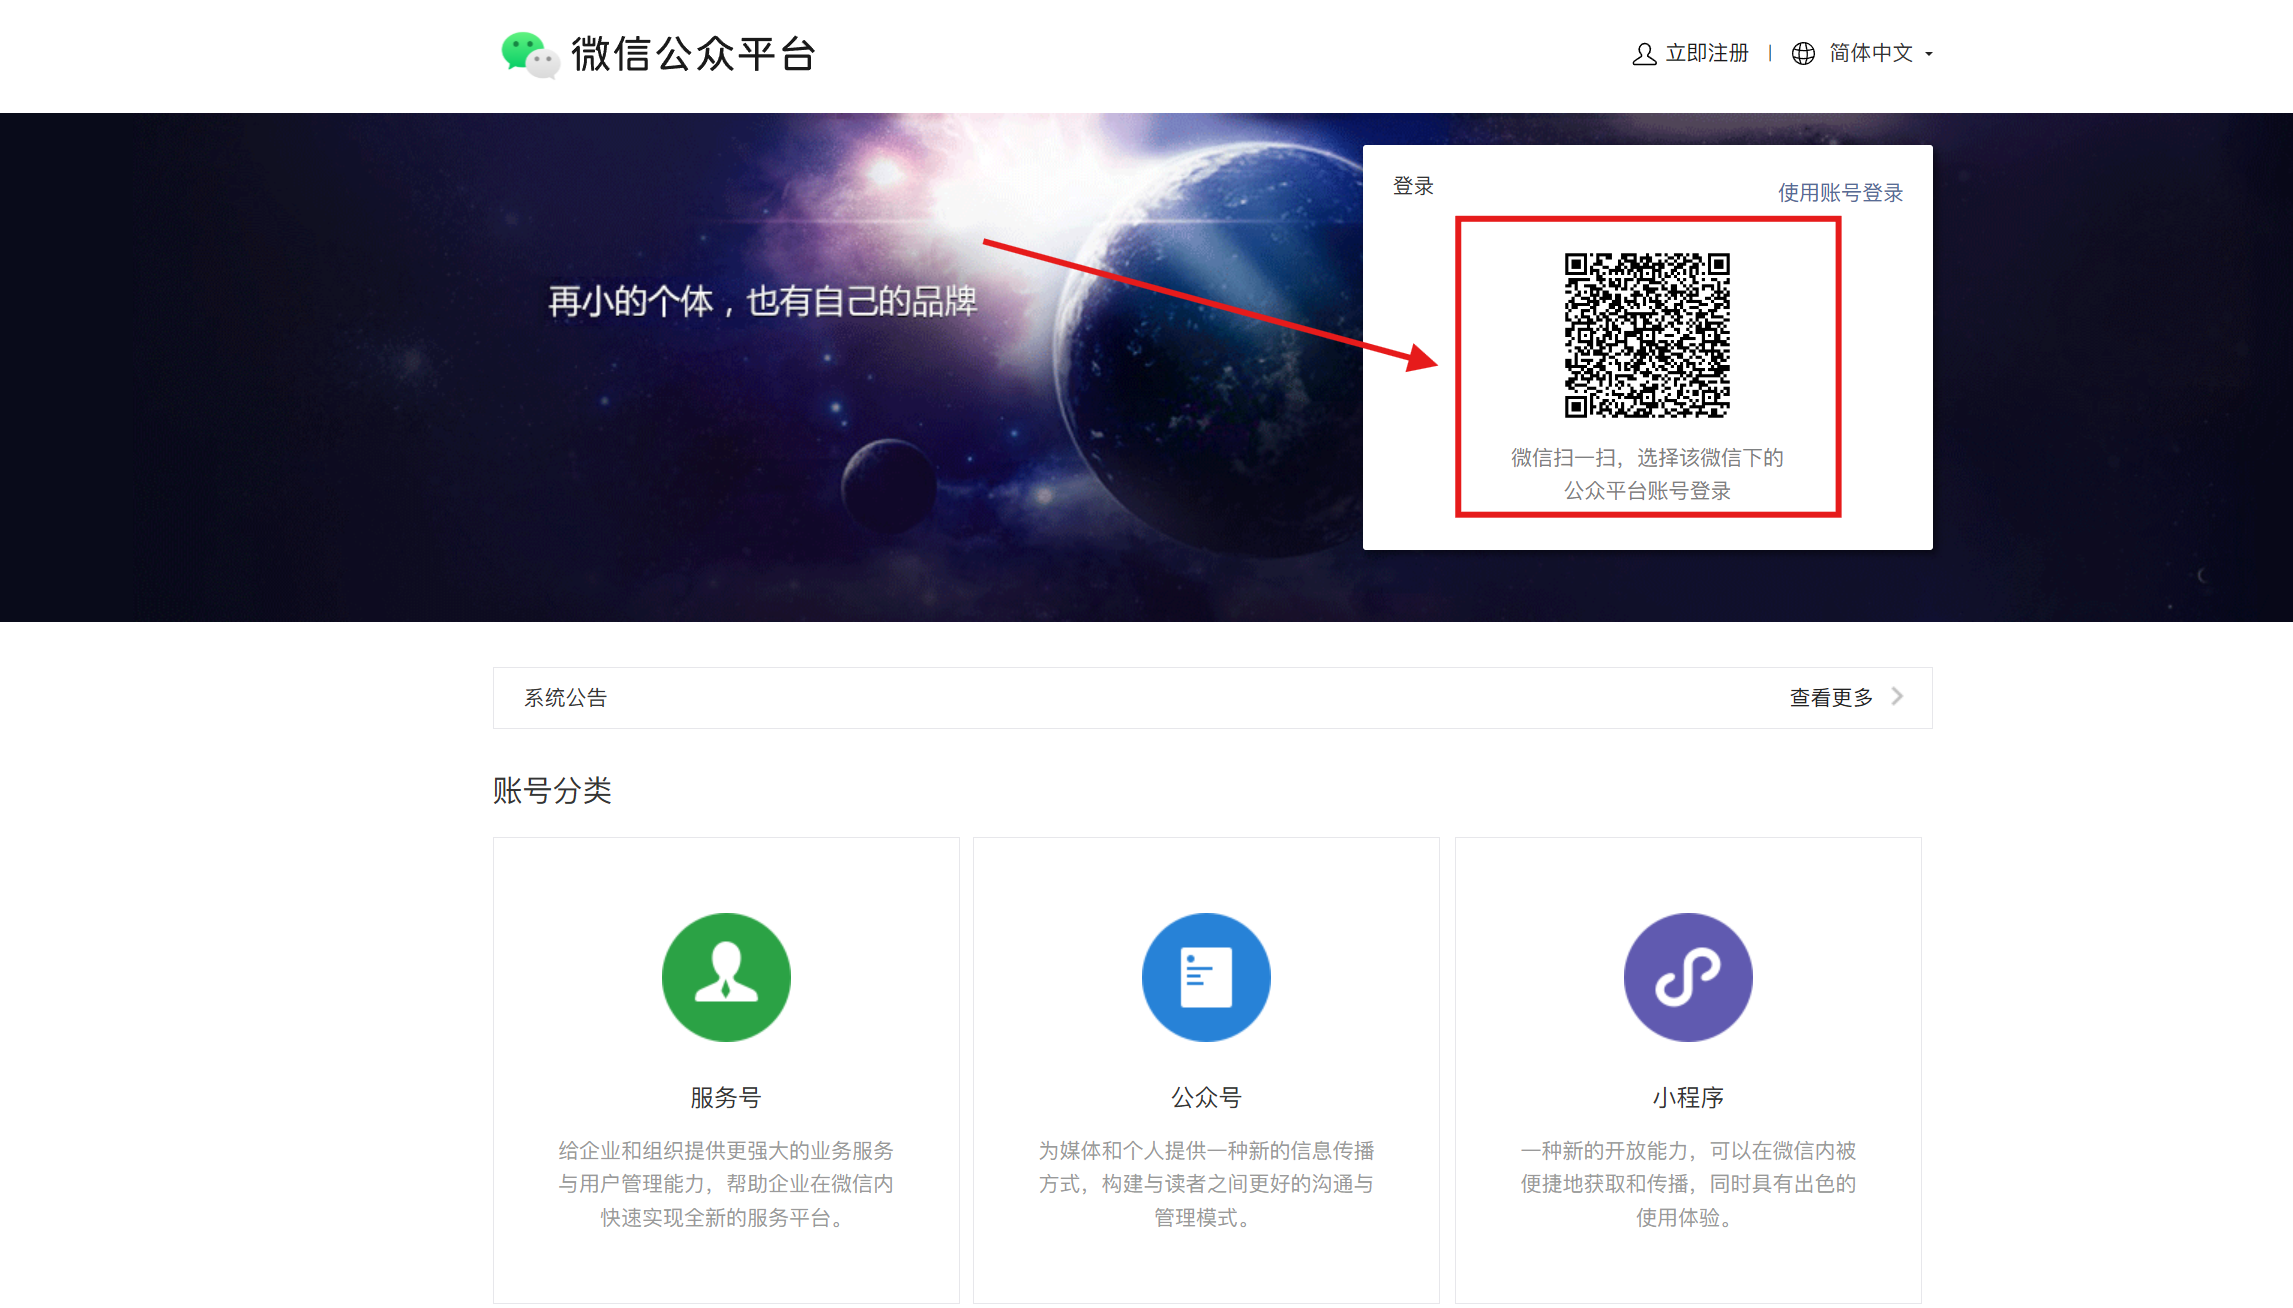 微信公众平台
立即注册 | 简体中文
登录
使用账号登录
再小的个体，也有自己的品牌
微信扫一扫，选择该微信下的
公众平台账号登录
系统公告
查看更多
账号分类
服务号
给企业和组织提供更强大的业务服务
与用户管理能力，帮助企业在微信内
快速实现全新的服务平台。
公众号
为媒体和个人提供一种新的信息传播
方式，构建与读者之间更好的沟通与
管理模式。
小程序
一种新的开放能力，可以在微信内被
便捷地获取和传播，同时具有出色的
使用体验。